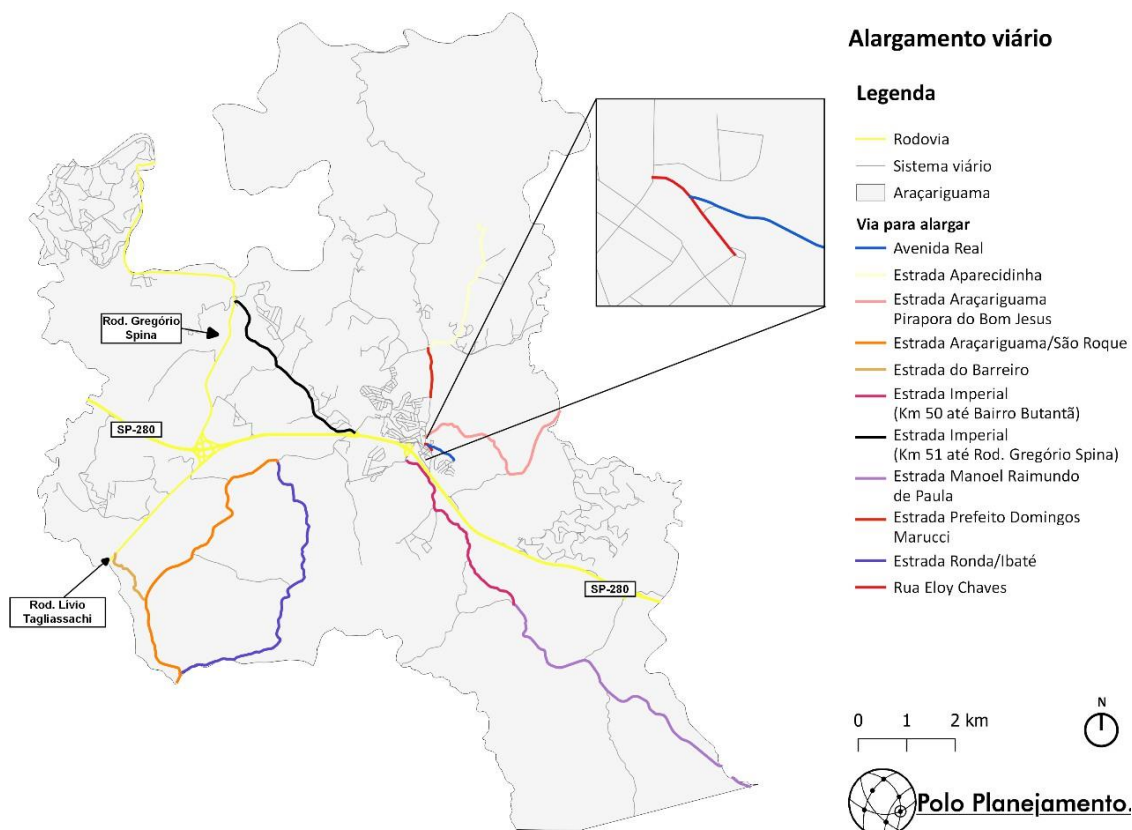 Alargamento viário
Legenda
Rodovia
Sistema viário
Araçariguama
Via para alargar
Avenida Real
Estrada Aparecidinha
Estrada Araçariguama
Pirapora do Bom Jesus
Estrada Araçariguama/São Roque
Estrada do Barreiro
Estrada Imperial
(Km 50 até Bairro Butantã)
Estrada Imperial
(Km 51 até Rod. Gregório Spina)
Estrada Manoel Raimundo
de Paula
Estrada Prefeito Domingos
Marucci
Estrada Ronda/Ibaté
Rua Eloy Chaves
Rod. Gregório
Spina
SP-280
SP-280
Rod. Livio
Tagliassachi
N
0 1 2 km
Polo Planejamento.